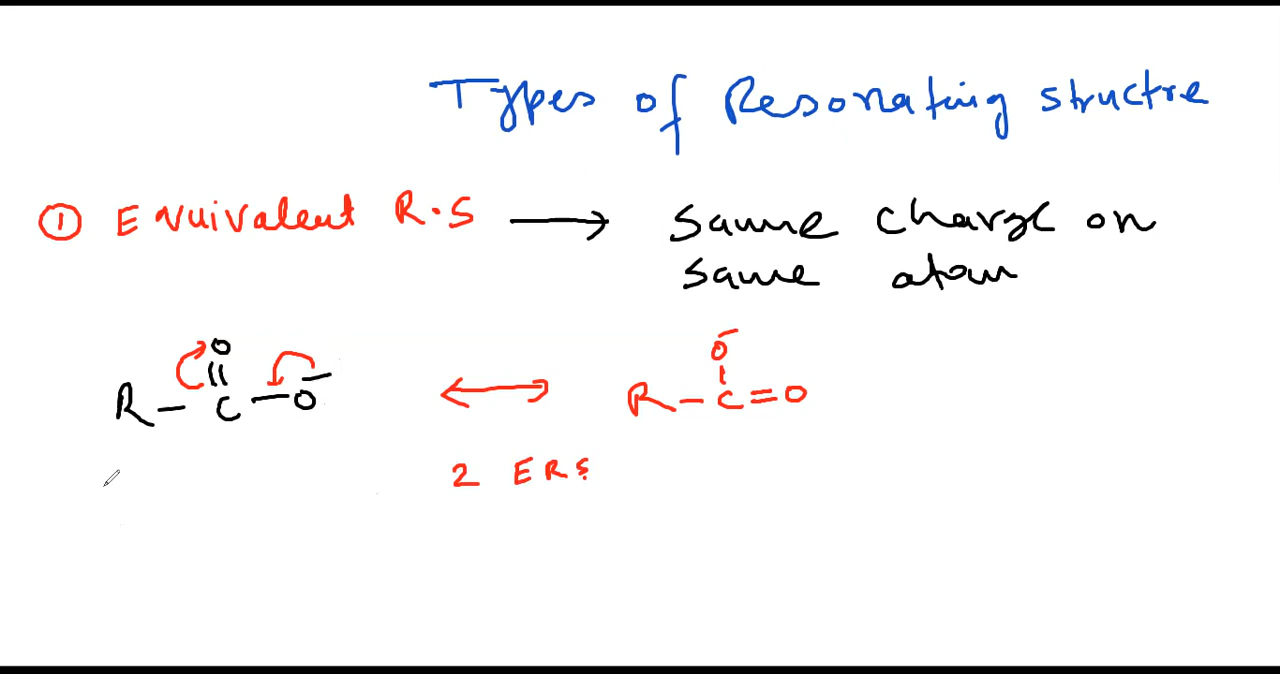 Types of Resonating structre
① Equivalent R.S → Same charge on
same atom
O O⁻
R – C – O⁻ ↔ R – C = O
2 ERS